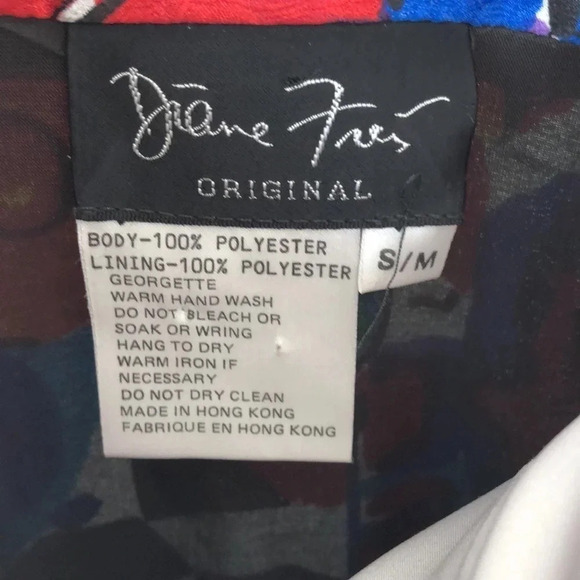 Diane Freis
ORIGINAL
S/M
BODY-100% POLYESTER
LINING-100% POLYESTER
GEORGETTE
WARM HAND WASH
DO NOT BLEACH OR
SOAK OR WRING
HANG TO DRY
WARM IRON IF
NECESSARY
DO NOT DRY CLEAN
MADE IN HONG KONG
FABRIQUE EN HONG KONG